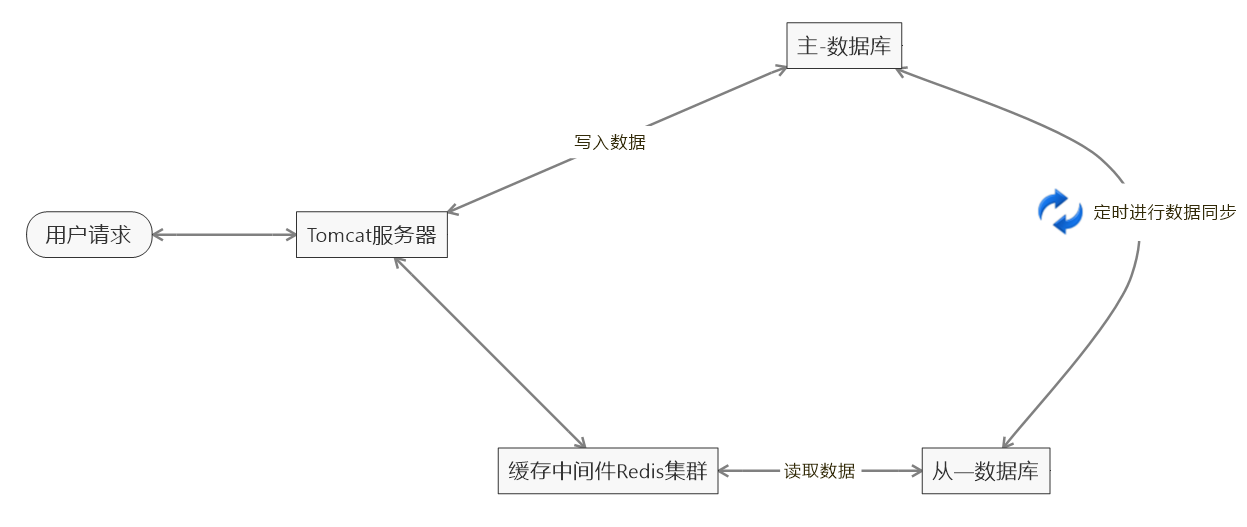 主-数据库
写入数据
定时进行数据同步
用户请求
Tomcat服务器
缓存中间件Redis集群
读取数据
从—数据库